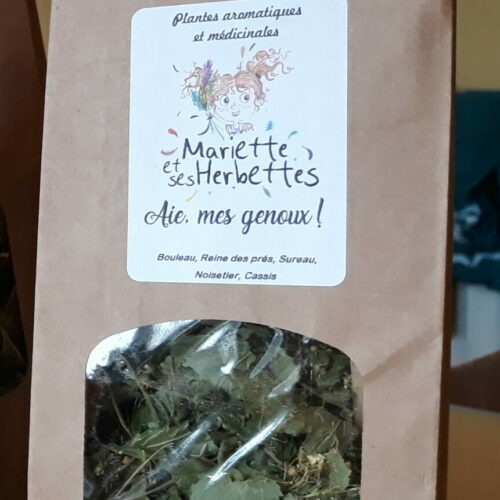 Plantes aromatiques
et médicinales
Mariette
et ses Herbettes
Aie, mes genoux!
Bouleau, Reine des prés, Sureau,
Noisetier, Cassis